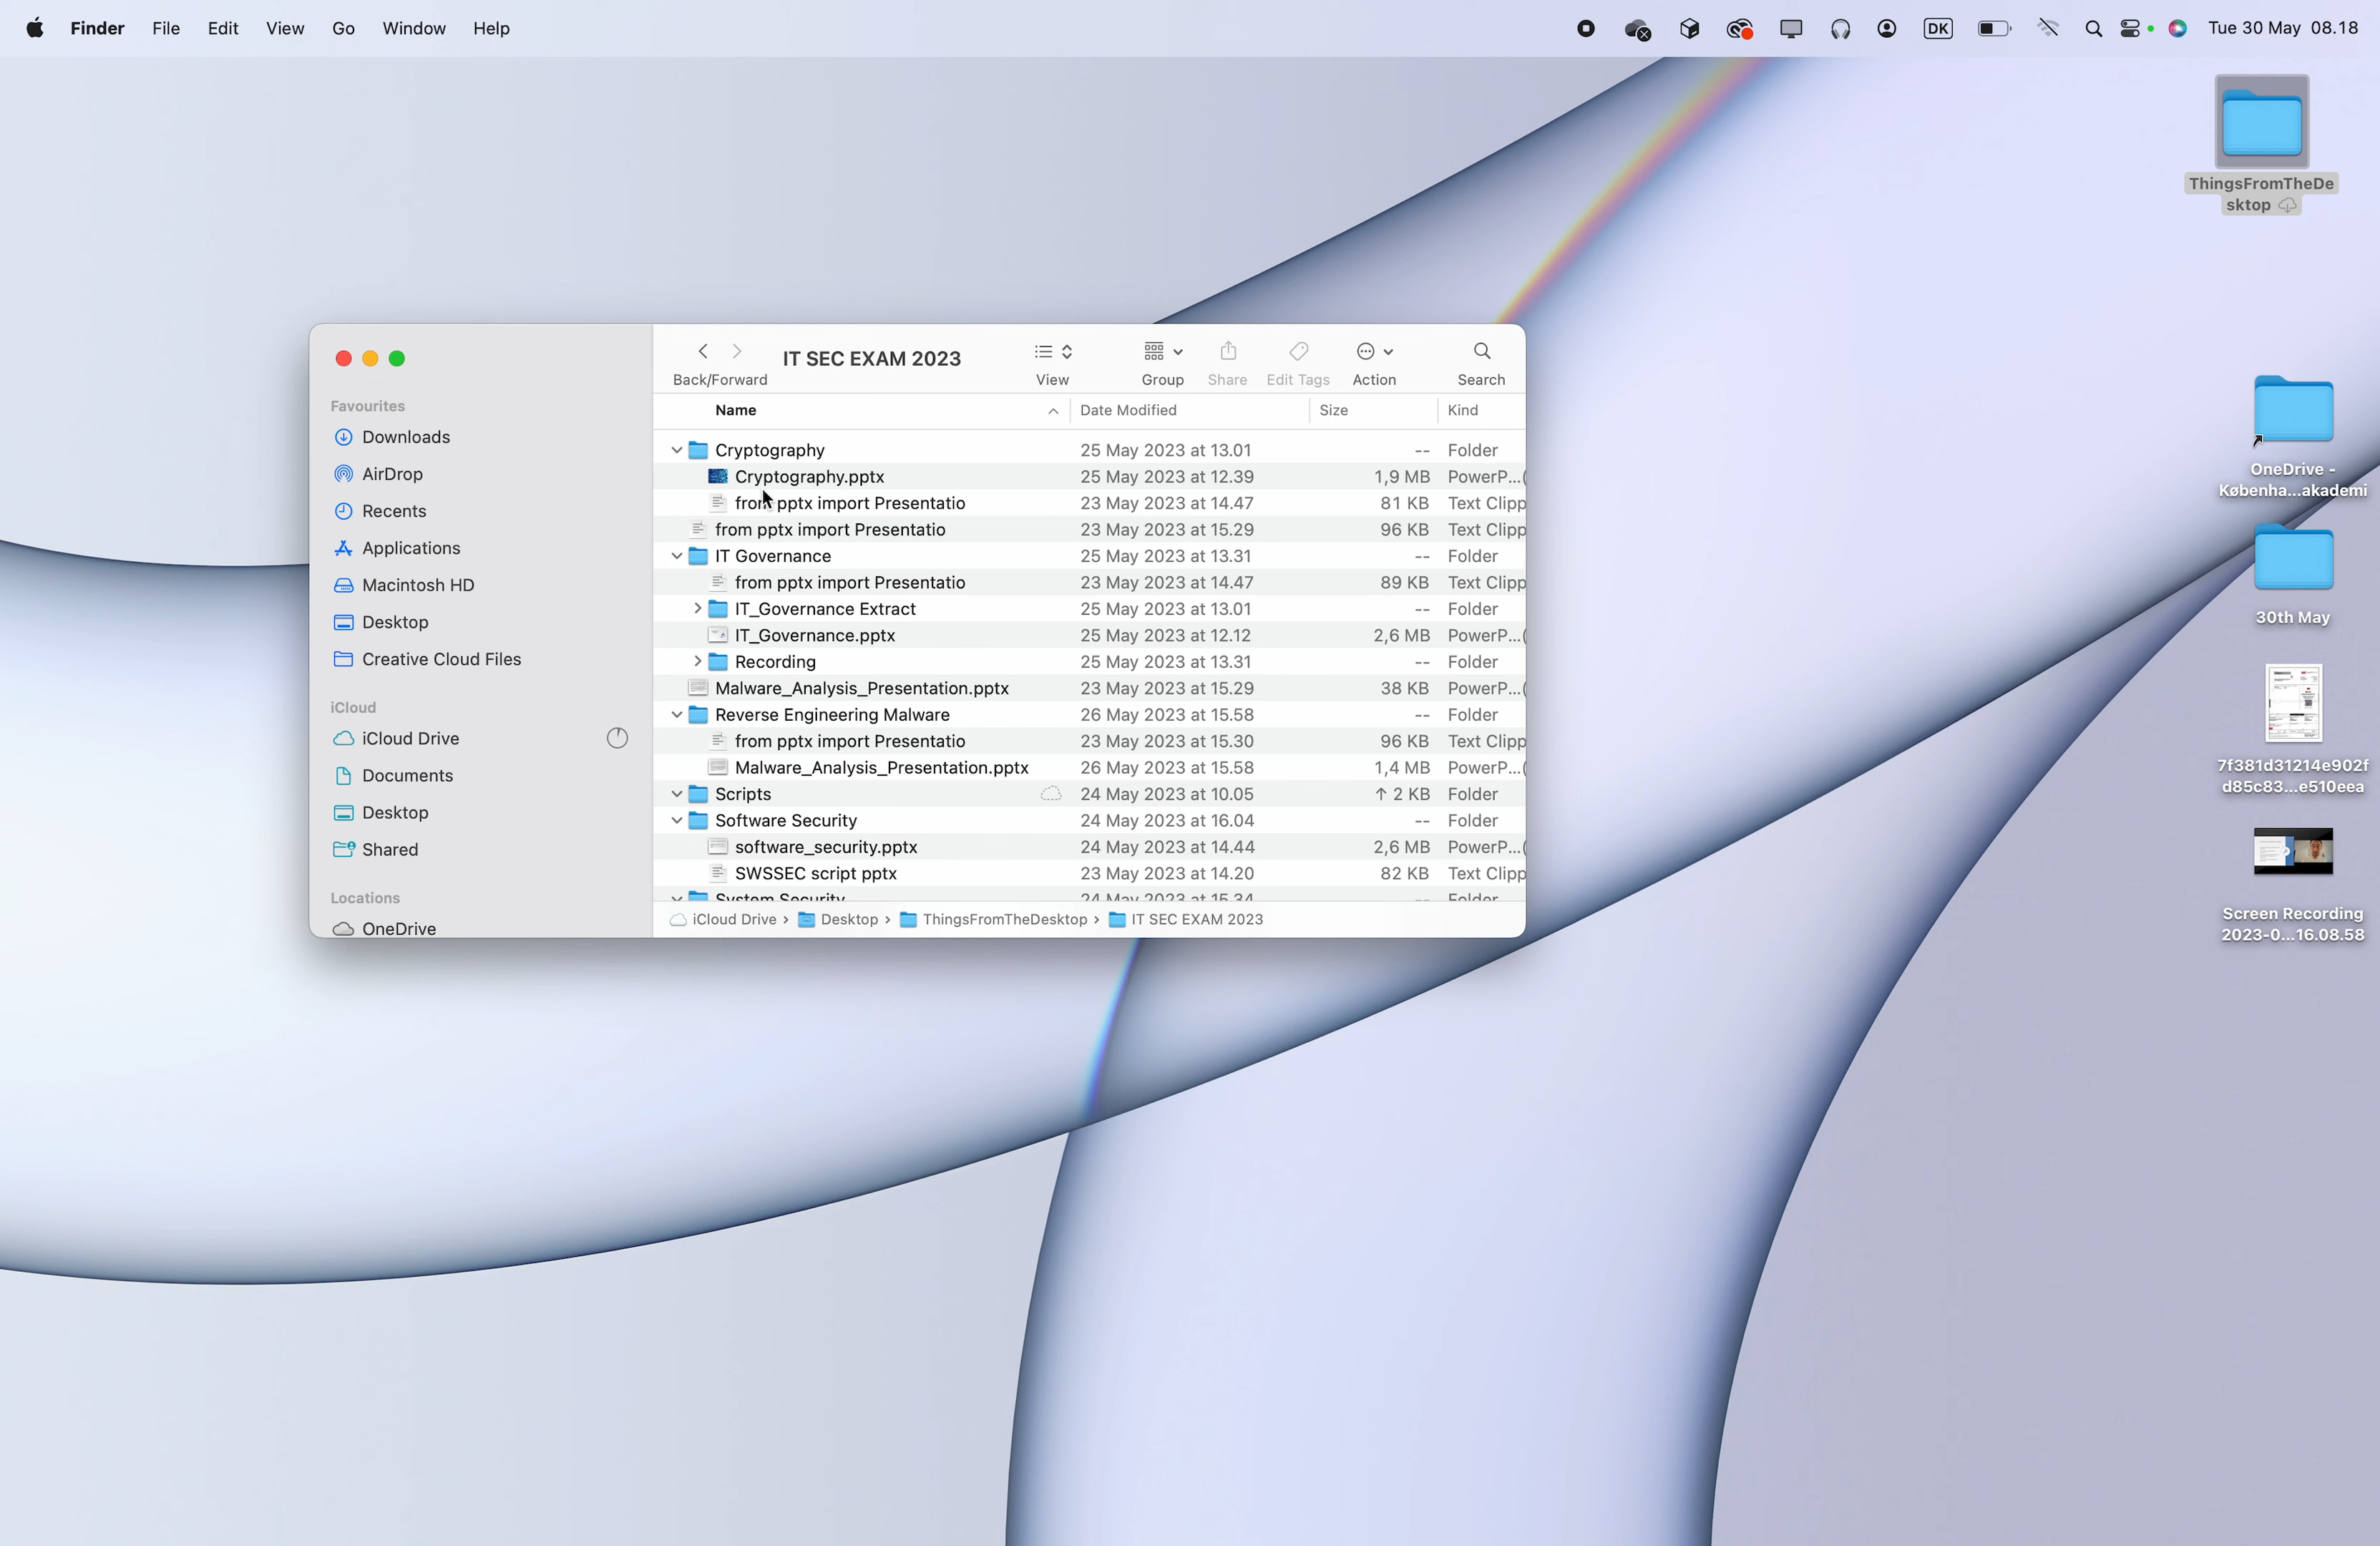 Finder File Edit View Go Window Help DK Tue 30 May 08.18
ThingsFromTheDe
sktop
OneDrive -
Københa...akademi
30th May
7f381d31214e902f
d85c83...e510eea
Screen Recording
2023-0...16.08.58
Favourites
Downloads
AirDrop
Recents
Applications
Macintosh HD
Desktop
Creative Cloud Files
iCloud
iCloud Drive
Documents
Desktop
Shared
Locations
OneDrive
IT SEC EXAM 2023
Back/Forward View Group Share Edit Tags Action Search
Name Date Modified Size Kind
Cryptography 25 May 2023 at 13.01 -- Folder
Cryptography.pptx 25 May 2023 at 12.39 1,9 MB PowerP...(
from pptx import Presentatio 23 May 2023 at 14.47 81 KB Text Clipp
from pptx import Presentatio 23 May 2023 at 15.29 96 KB Text Clipp
IT Governance 25 May 2023 at 13.31 -- Folder
from pptx import Presentatio 23 May 2023 at 14.47 89 KB Text Clipp
IT_Governance Extract 25 May 2023 at 13.01 -- Folder
IT_Governance.pptx 25 May 2023 at 12.12 2,6 MB PowerP...(
Recording 25 May 2023 at 13.31 -- Folder
Malware_Analysis_Presentation.pptx 23 May 2023 at 15.29 38 KB PowerP...(
Reverse Engineering Malware 26 May 2023 at 15.58 -- Folder
from pptx import Presentatio 23 May 2023 at 15.30 96 KB Text Clipp
Malware_Analysis_Presentation.pptx 26 May 2023 at 15.58 1,4 MB PowerP...(
Scripts 24 May 2023 at 10.05 ↑ 2 KB Folder
Software Security 24 May 2023 at 16.04 -- Folder
software_security.pptx 24 May 2023 at 14.44 2,6 MB PowerP...(
SWSSEC script pptx 23 May 2023 at 14.20 82 KB Text Clipp
System Security 24 May 2023 at 15.34 -- Folder
iCloud Drive › Desktop › ThingsFromTheDesktop › IT SEC EXAM 2023